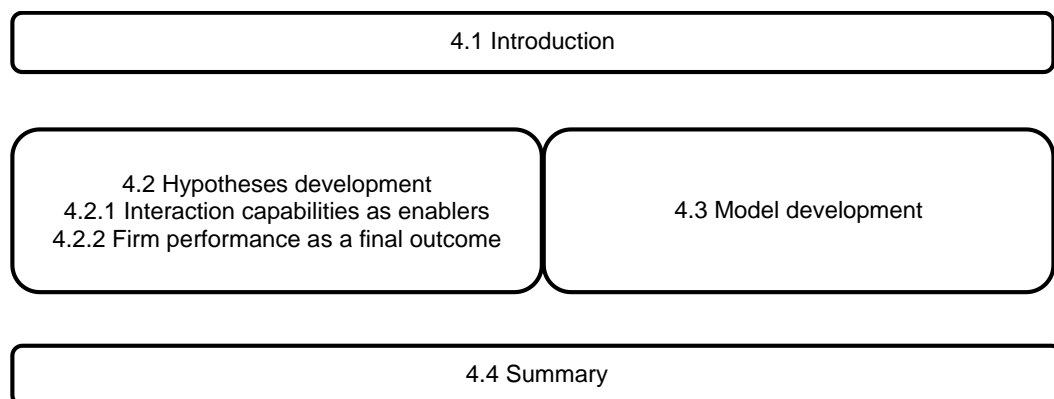 4.1 Introduction
4.2 Hypotheses development
4.2.1 Interaction capabilities as enablers
4.2.2 Firm performance as a final outcome
4.3 Model development
4.4 Summary